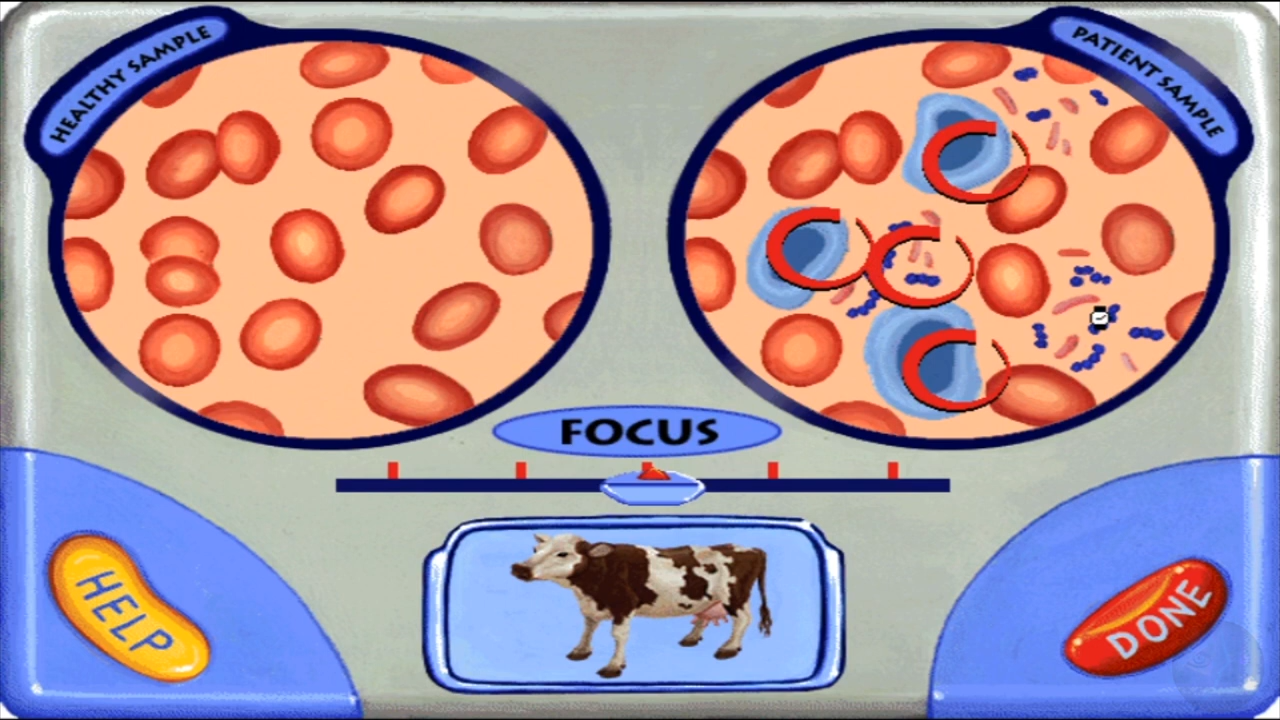 HEALTHY SAMPLE
PATIENT SAMPLE
FOCUS
HELP
DONE